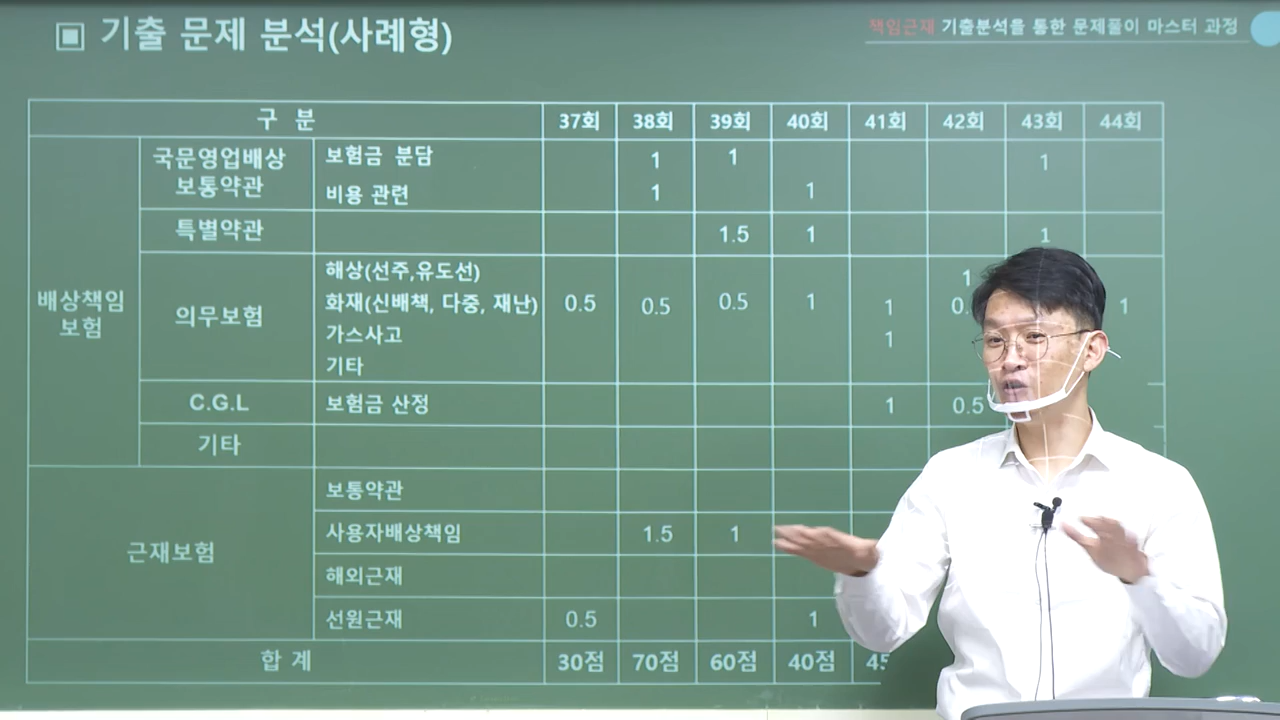 ▣ 기출 문제 분석(사례형)
책임근재 기출분석을 통한 문제풀이 마스터 과정
구 분 37회 38회 39회 40회 41회 42회 43회 44회
배상책임
보험
국문영업배상
보통약관
보험금 분담 1 1 1
비용 관련 1 1
특별약관 1.5 1 1
의무보험
해상(선주,유도선) 1
화재(신배책, 다중, 재난) 0.5 0.5 0.5 1 1 1
가스사고 1
기타
C.G.L 보험금 산정 1 0.5
기타
근재보험
보통약관
사용자배상책임 1.5 1
해외근재
선원근재 0.5 1
합 계 30점 70점 60점 40점